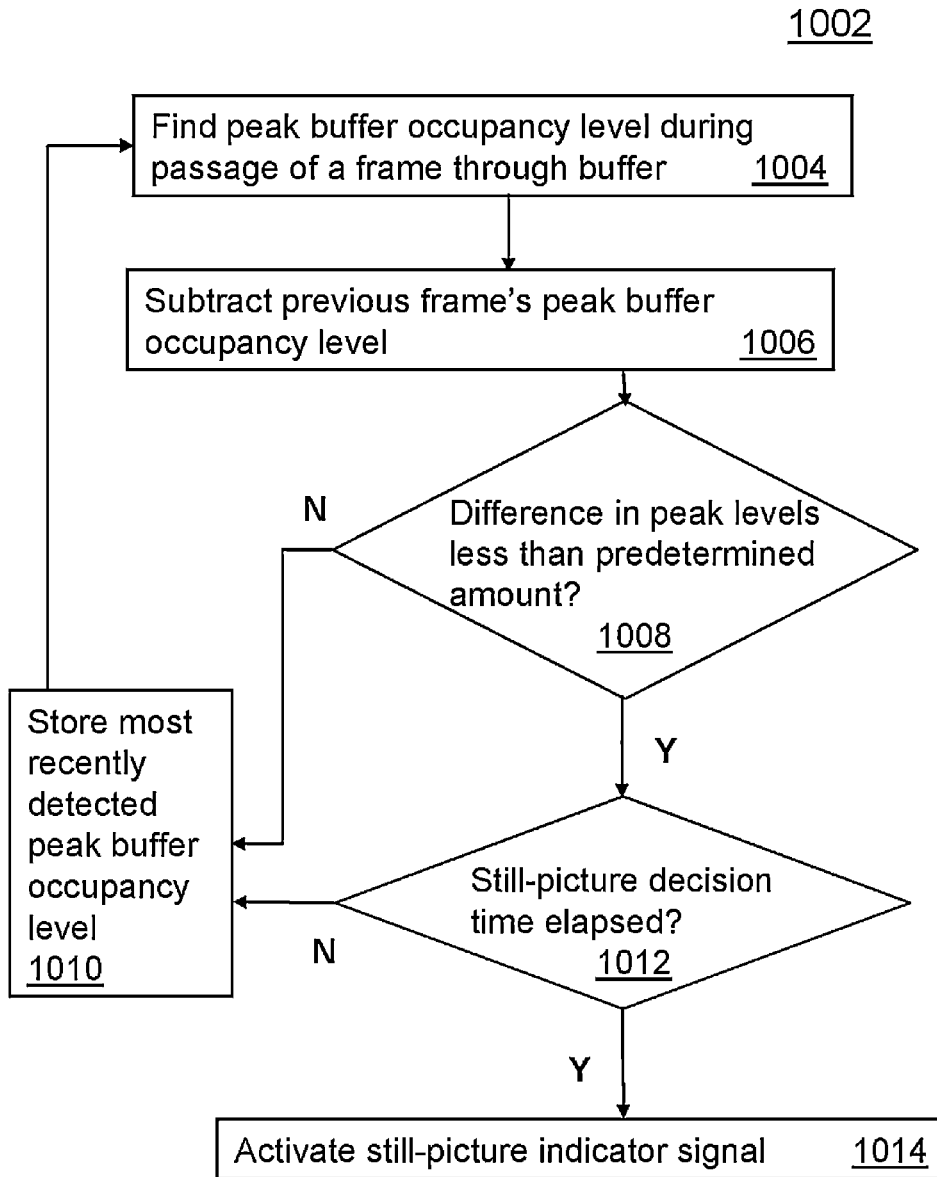 1002
Find peak buffer occupancy level during
passage of a frame through buffer 1004
Subtract previous frame's peak buffer
occupancy level 1006
N
Difference in peak levels
less than predetermined
amount?
1008
Y
Store most
recently
detected
peak buffer
occupancy
level
1010
Still-picture decision
time elapsed?
1012
N
Y
Activate still-picture indicator signal 1014